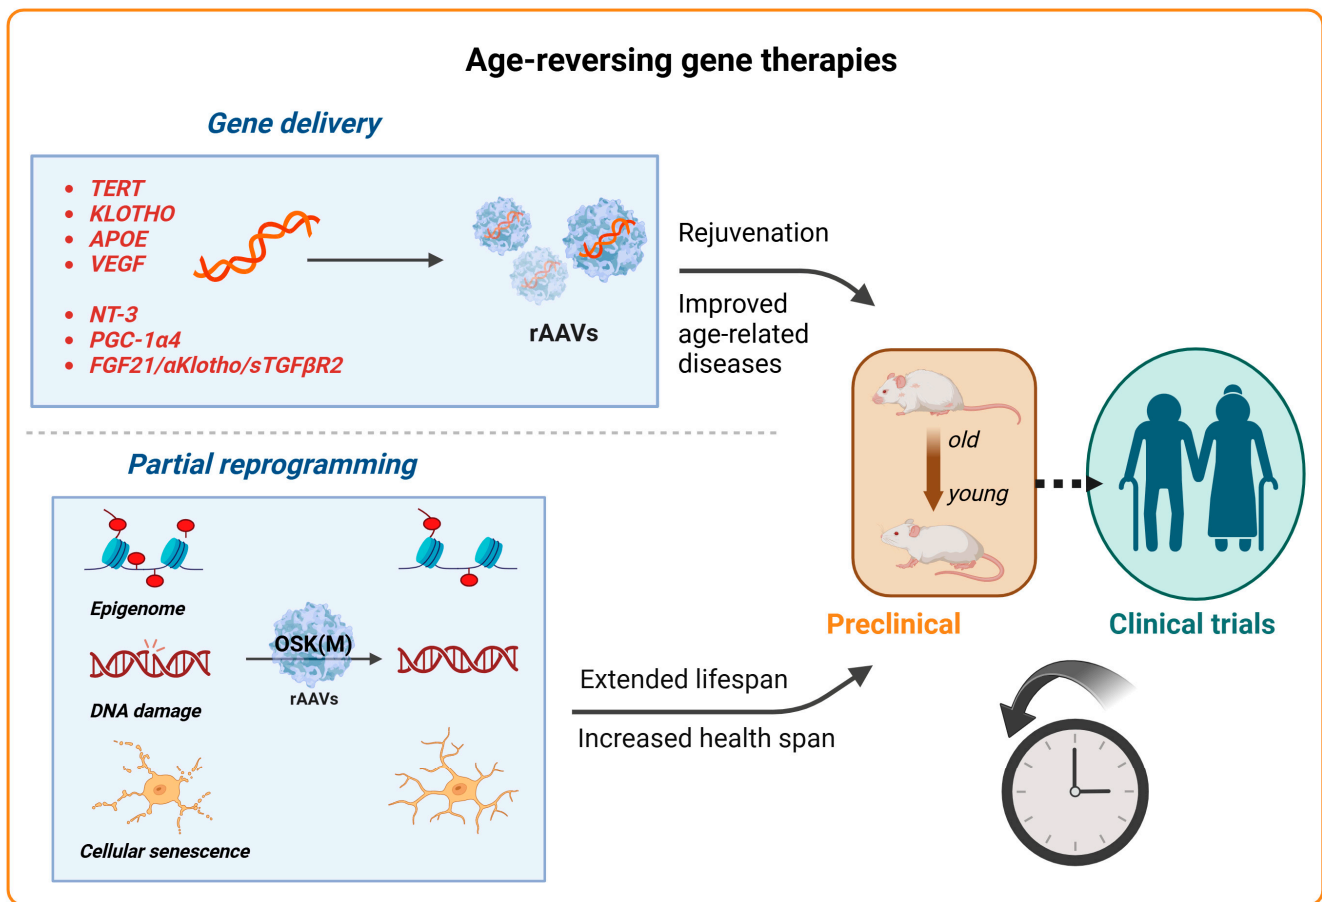 Age-reversing gene therapies
Gene delivery
• TERT
• KLOTHO
• APOE
• VEGF
• NT-3
• PGC-1α4
• FGF21/αKlotho/sTGFβR2
rAAVs
Rejuvenation
Improved
age-related
diseases
old
young
Preclinical
Clinical trials
Partial reprogramming
Epigenome
DNA damage
Cellular senescence
OSK(M)
rAAVs
Extended lifespan
Increased health span